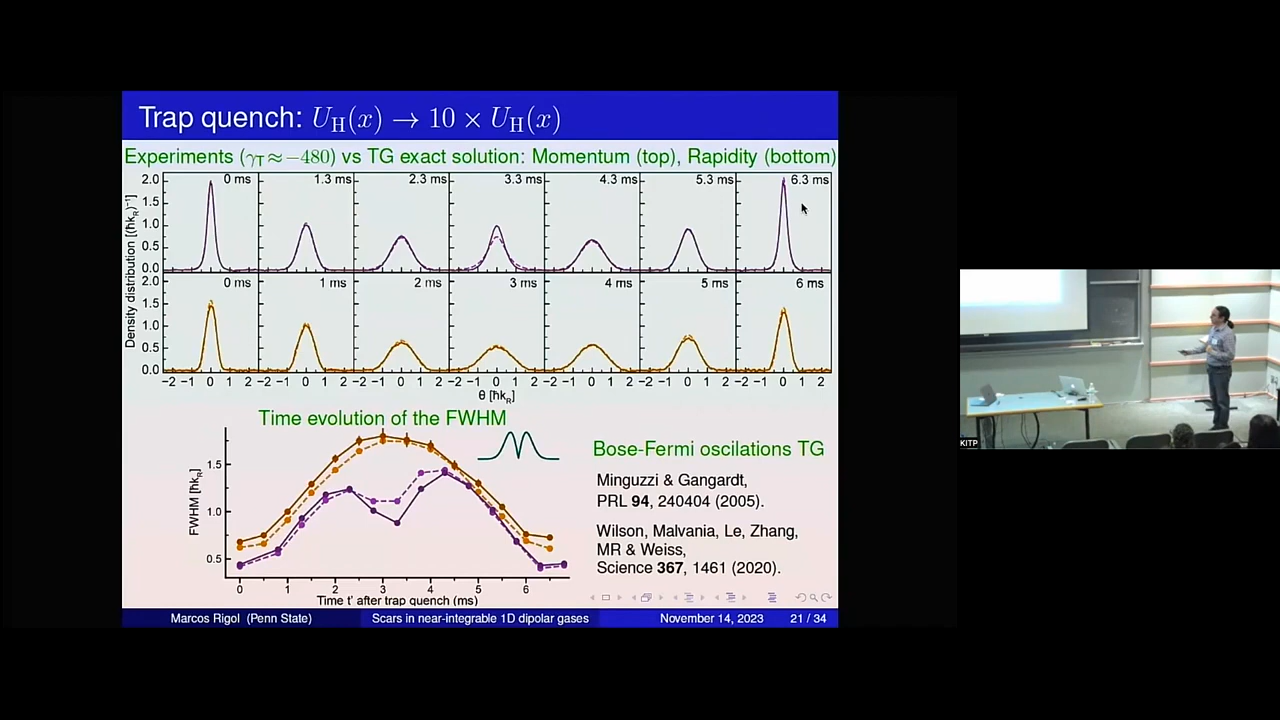 Trap quench: U_H(x) → 10 × U_H(x)
Experiments (γ_T≈−480) vs TG exact solution: Momentum (top), Rapidity (bottom)
Density distribution [(ħk_R)⁻¹]
2.0 1.5 1.0 0.5 0.0
0 ms 1.3 ms 2.3 ms 3.3 ms 4.3 ms 5.3 ms 6.3 ms
2.0 1.5 1.0 0.5 0.0
0 ms 1 ms 2 ms 3 ms 4 ms 5 ms 6 ms
−2 −1 0 1 2 −2 −1 0 1 2 −2 −1 0 1 2 −2 −1 0 1 2 −2 −1 0 1 2 −2 −1 0 1 2 −2 −1 0 1 2
θ [ħk_R]
Time evolution of the FWHM
FWHM [ħk_R]
1.5
1.0
0.5
0 1 2 3 4 5 6
Time t' after trap quench (ms)
Bose-Fermi oscilations TG
Minguzzi & Gangardt,
PRL 94, 240404 (2005).
Wilson, Malvania, Le, Zhang,
MR & Weiss,
Science 367, 1461 (2020).
Marcos Rigol (Penn State) Scars in near-integrable 1D dipolar gases November 14, 2023 21 / 34
KITP